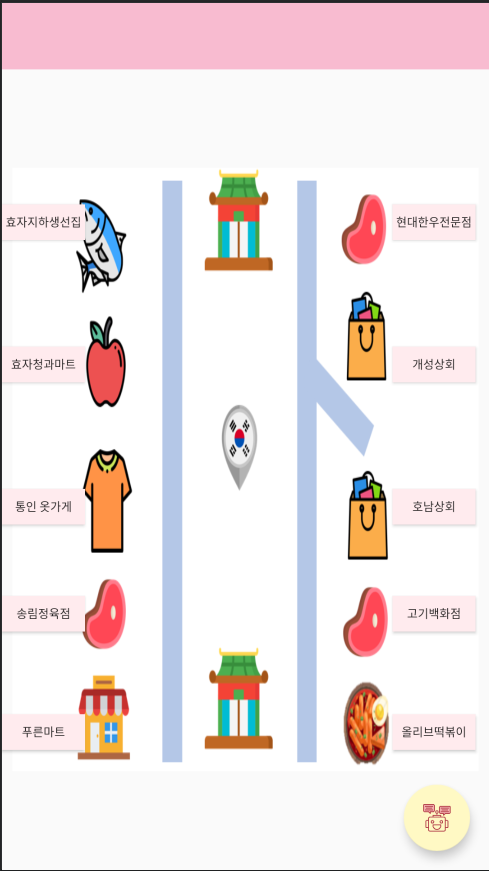 효자지하생선집
현대한우전문점
효자청과마트
개성상회
통인 옷가게
호남상회
송림정육점
고기백화점
푸른마트
올리브떡볶이